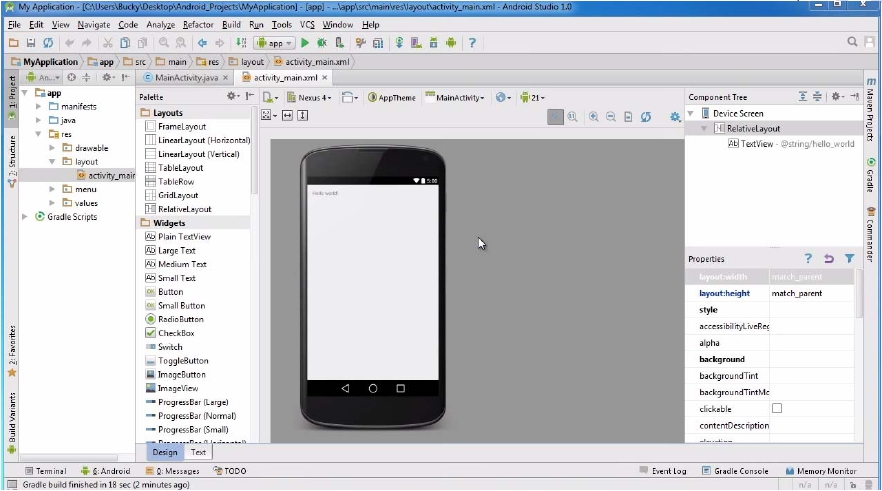 My Application - [C:\Users\Bucky\Desktop\Android_Projects\MyApplication] - [app] - ...\app\src\main\res\layout\activity_main.xml - Android Studio 1.0
File Edit View Navigate Code Analyze Refactor Build Run Tools VCS Window Help
app
MyApplication app src main res layout activity_main.xml
1: Project
An...
MainActivity.java
activity_main.xml
app
manifests
java
res
drawable
layout
activity_mair
menu
values
Gradle Scripts
Z: Structure
2: Favorites
Build Variants
Palette
Layouts
FrameLayout
LinearLayout (Horizontal)
LinearLayout (Vertical)
TableLayout
TableRow
GridLayout
RelativeLayout
Widgets
Plain TextView
Large Text
Medium Text
Small Text
Button
Small Button
RadioButton
CheckBox
Switch
ToggleButton
ImageButton
ImageView
ProgressBar (Large)
ProgressBar (Normal)
ProgressBar (Small)
Design Text
Nexus 4 AppTheme MainActivity 21
5:00
Hello world!
Component Tree
Device Screen
RelativeLayout
TextView - @string/hello_world
Properties
layout:width match_parent
layout:height match_parent
style
accessibilityLiveReg
alpha
background
backgroundTint
backgroundTintMo
clickable
contentDescription
Maven Projects
Gradle
Commander
Terminal 6: Android 0: Messages TODO Event Log Gradle Console Memory Monitor
Gradle build finished in 18 sec (2 minutes ago) n/a n/a